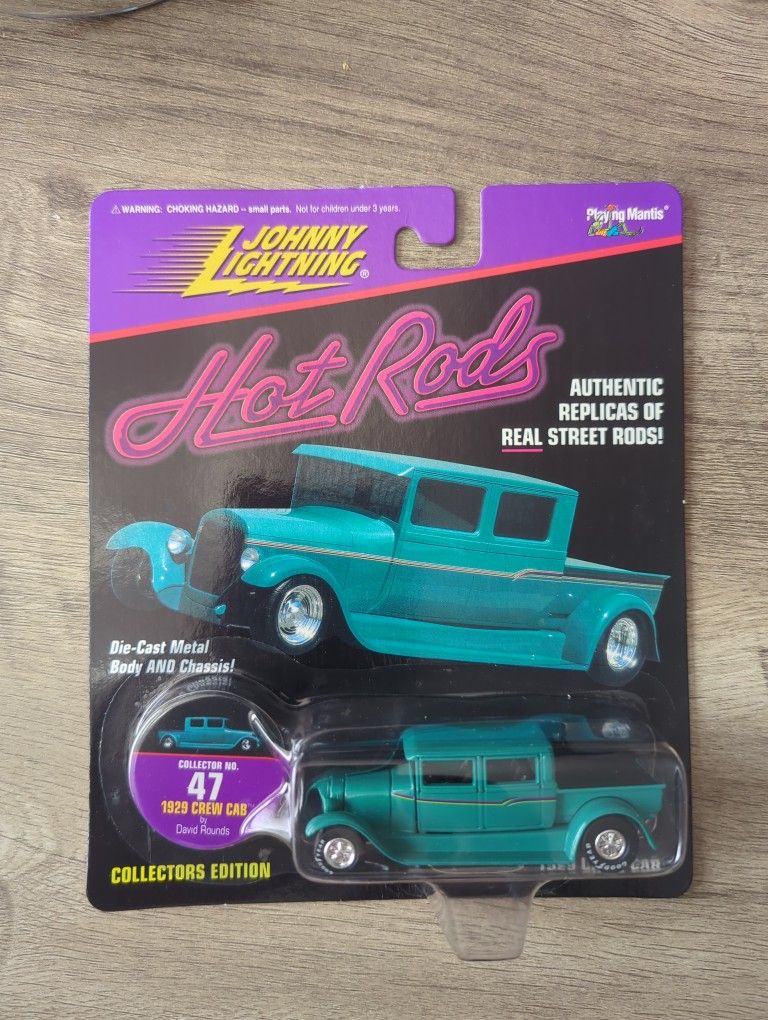 ⚠ WARNING: CHOKING HAZARD -- small parts. Not for children under 3 years.
Playing Mantis®
JOHNNY
LIGHTNING®
Hot Rods
AUTHENTIC
REPLICAS OF
REAL STREET RODS!
Die-Cast Metal
Body AND Chassis!
COLLECTOR NO.
47
1929 CREW CAB™
by
David Rounds
COLLECTORS EDITION
GOODYEAR
CAB